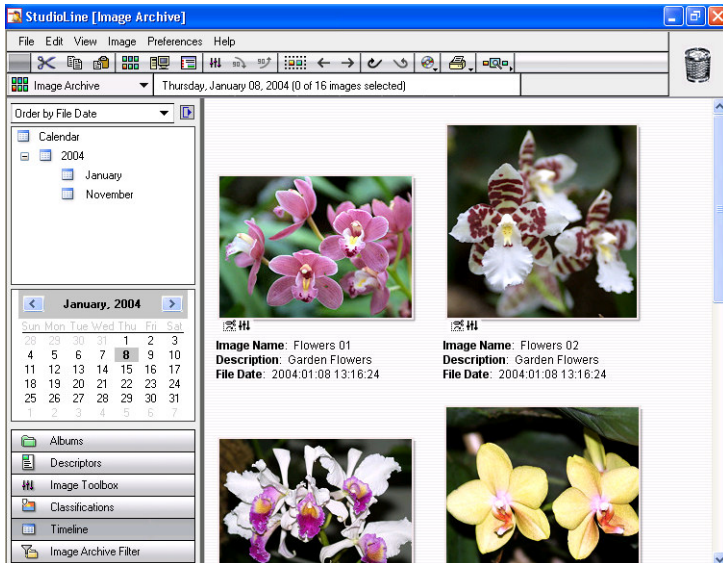 StudioLine [Image Archive]
File Edit View Image Preferences Help
90 90
Image Archive
Thursday, January 08, 2004 (0 of 16 images selected)
Order by File Date
Calendar
2004
January
November
January, 2004
Sun Mon Tue Wed Thu Fri Sat
28 29 30 31 1 2 3
4 5 6 7 8 9 10
11 12 13 14 15 16 17
18 19 20 21 22 23 24
25 26 27 28 29 30 31
1 2 3 4 5 6 7
Albums
Descriptors
Image Toolbox
Classifications
Timeline
Image Archive Filter
Image Name: Flowers 01
Description: Garden Flowers
File Date: 2004:01:08 13:16:24
Image Name: Flowers 02
Description: Garden Flowers
File Date: 2004:01:08 13:16:24